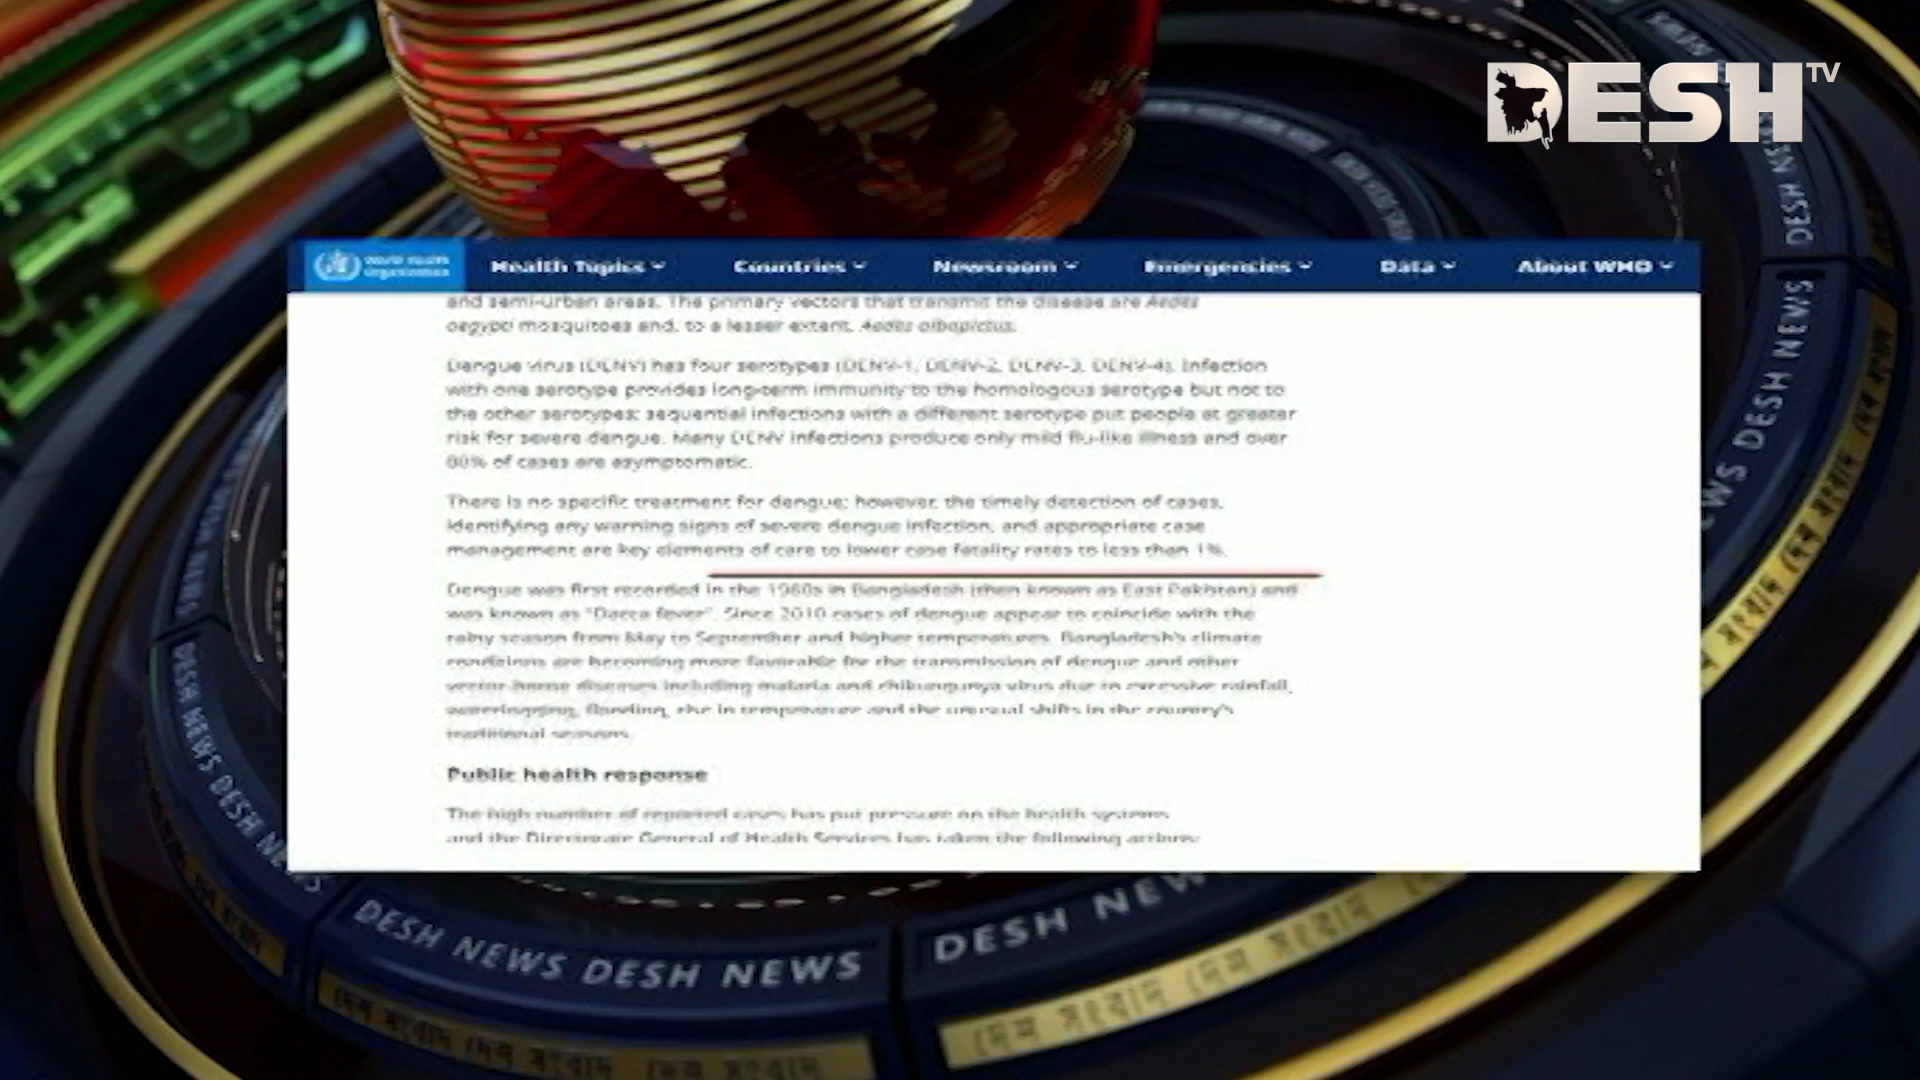 DESH TV
World Health Organization
Health Topics Countries Newsroom Emergencies Data About WHO
and semi-urban areas. The primary vectors that transmit the disease are Aedes
aegypti mosquitoes and, to a lesser extent, Aedes albopictus.
Dengue virus (DENV) has four serotypes (DENV-1, DENV-2, DENV-3, DENV-4). Infection
with one serotype provides long-term immunity to the homologous serotype but not to
the other serotypes; sequential infections with a different serotype put people at greater
risk for severe dengue. Many DENV infections produce only mild flu-like illness and over
80% of cases are asymptomatic.
There is no specific treatment for dengue; however, the timely detection of cases,
identifying any warning signs of severe dengue infection, and appropriate case
management are key elements of care to lower case fatality rates to less than 1%.
Dengue was first recorded in the 1960s in Bangladesh (then known as East Pakistan) and
was known as "Dacca fever". Since 2010 cases of dengue appear to coincide with the
rainy season from May to September and higher temperatures. Bangladesh's climate
conditions are becoming more favorable for the transmission of dengue and other
vector-borne diseases including malaria and chikungunya virus due to excessive rainfall,
waterlogging, flooding, rise in temperature and the unusual shifts in the country's
traditional seasons.
Public health response
The high number of reported cases has put pressure on the health systems
and the Directorate General of Health Services has taken the following actions:
DESH NEWS DESH NEWS
DESH NEWS
DESH NEWS DESH NEWS
DESH NEWS DESH NEWS
দেশ সংবাদ দেশ সংবাদ দেশ সংবাদ
দেশ সংবাদ দেশ সংবাদ